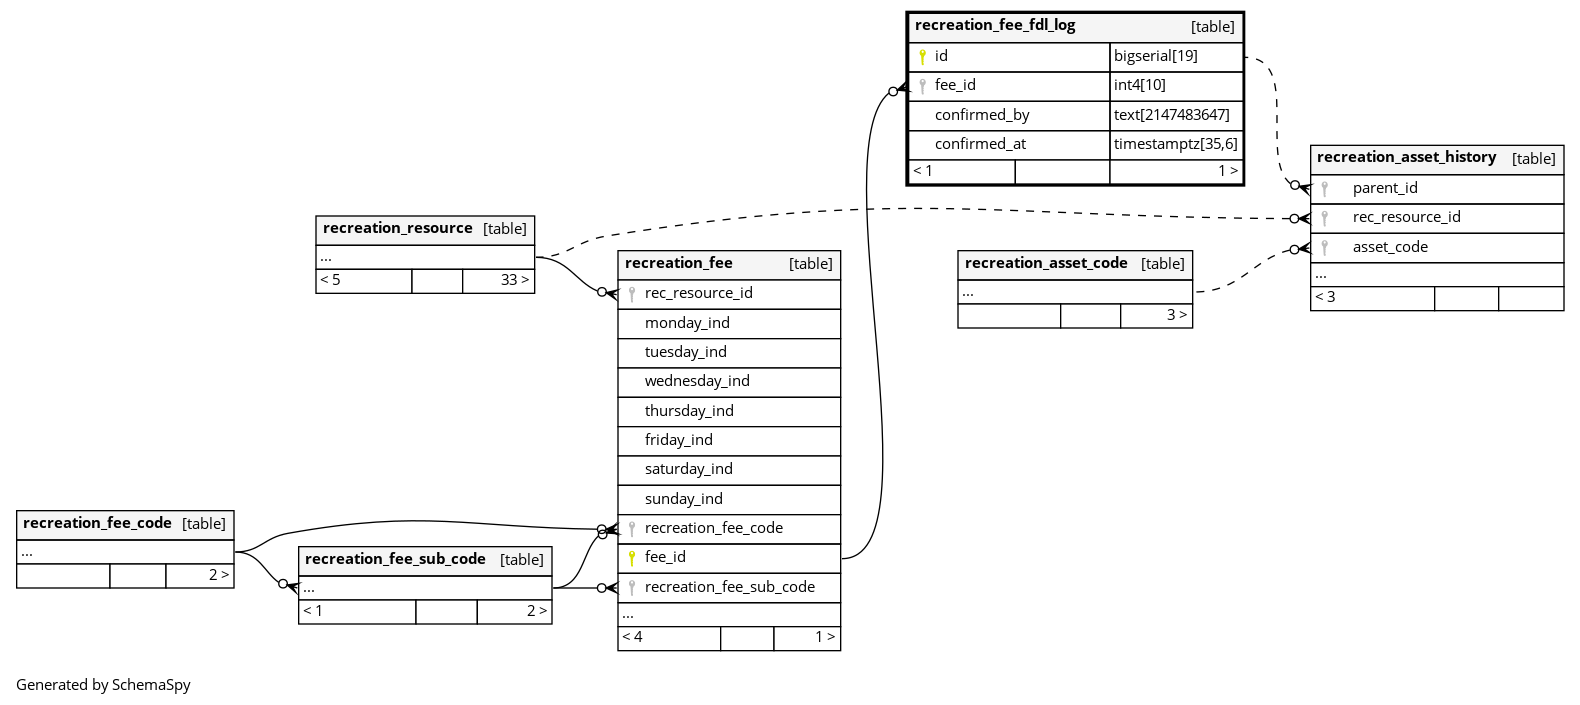 recreation_fee_fdl_log [table]
id bigserial[19]
fee_id int4[10]
confirmed_by text[2147483647]
confirmed_at timestamptz[35,6]
< 1 1 >
recreation_asset_history [table]
parent_id
rec_resource_id
asset_code
...
< 3
recreation_resource [table]
...
< 5 33 >
recreation_fee [table]
rec_resource_id
monday_ind
tuesday_ind
wednesday_ind
thursday_ind
friday_ind
saturday_ind
sunday_ind
recreation_fee_code
fee_id
recreation_fee_sub_code
...
< 4 1 >
recreation_asset_code [table]
...
3 >
recreation_fee_code [table]
...
2 >
recreation_fee_sub_code [table]
...
< 1 2 >
Generated by SchemaSpy